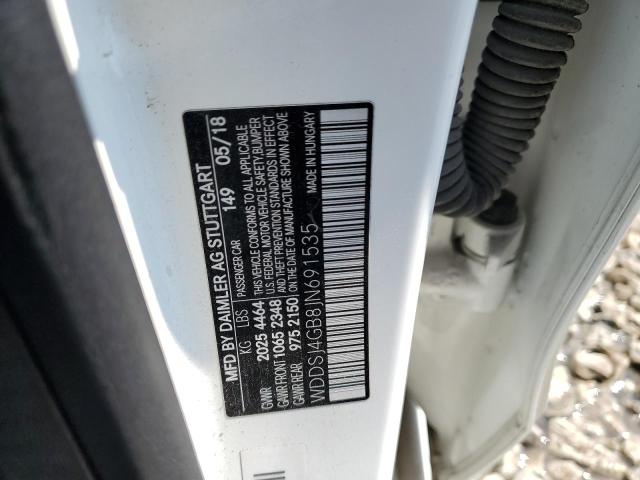 MFD BY DAIMLER AG STUTTGART
149 05/18
KG LBS PASSENGER CAR
GVWR 2025 4464 THIS VEHICLE CONFORMS TO ALL APPLICABLE
GAWR FRONT 1065 2348 U.S. FEDERAL MOTOR VEHICLE SAFETY, BUMPER
GAWR REAR 975 2150 AND THEFT PREVENTION STANDARDS IN EFFECT
ON THE DATE OF MANUFACTURE SHOWN ABOVE
WDDSJ4GB8JN691535 MADE IN HUNGARY